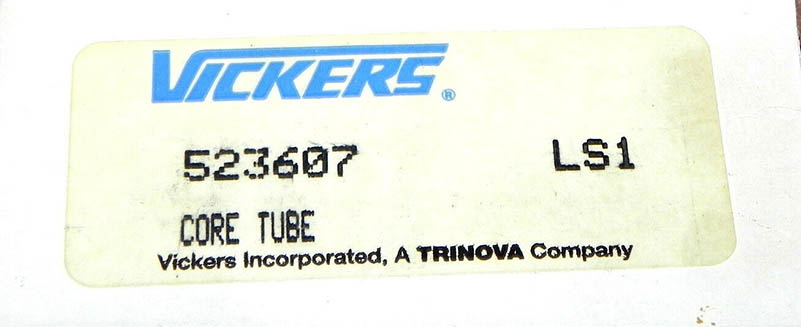 VICKERS®
523607 LS1
CORE TUBE
Vickers Incorporated, A TRINOVA Company